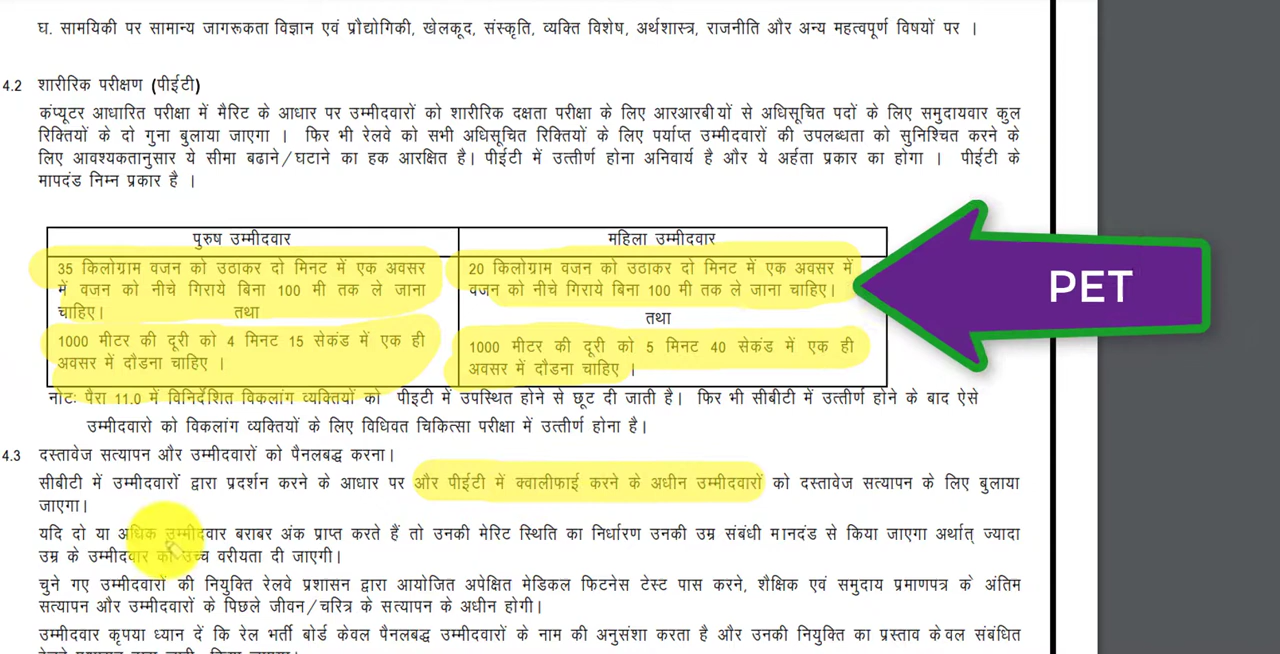 घ. सामयिकी पर सामान्य जागरूकता विज्ञान एवं प्रौद्योगिकी, खेलकूद, संस्कृति, व्यक्ति विशेष, अर्थशास्त्र, राजनीति और अन्य महत्वपूर्ण विषयों पर ।
4.2 शारीरिक परीक्षण (पीईटी)
कंप्यूटर आधारित परीक्षा में मैरिट के आधार पर उम्मीदवारों को शारीरिक दक्षता परीक्षा के लिए आरआरबीयों से अधिसूचित पदों के लिए समुदायवार कुल
रिक्तियों के दो गुना बुलाया जाएगा । फिर भी रेलवे को सभी अधिसूचित रिक्तियों के लिए पर्याप्त उम्मीदवारों की उपलब्धता को सुनिश्चित करने के
लिए आवश्यकतानुसार ये सीमा बढाने/घटाने का हक आरक्षित है। पीईटी में उत्तीर्ण होना अनिवार्य है और ये अर्हता प्रकार का होगा । पीईटी के
मापदंड निम्न प्रकार है ।
पुरुष उम्मीदवार
35 किलोग्राम वजन को उठाकर दो मिनट में एक अवसर
में वजन को नीचे गिराये बिना 100 मी तक ले जाना
चाहिए। तथा
1000 मीटर की दूरी को 4 मिनट 15 सेकंड में एक ही
अवसर में दौडना चाहिए ।
महिला उम्मीदवार
20 किलोग्राम वजन को उठाकर दो मिनट में एक अवसर में
वजन को नीचे गिराये बिना 100 मी तक ले जाना चाहिए।
तथा
1000 मीटर की दूरी को 5 मिनट 40 सेकंड में एक ही
अवसर में दौडना चाहिए ।
PET
नोटः पैरा 11.0 में विनिर्देशित विकलांग व्यक्तियों को पीइटी में उपस्थित होने से छूट दी जाती है। फिर भी सीबीटी में उत्तीर्ण होने के बाद ऐसे
उम्मीदवारो को विकलांग व्यक्तियों के लिए विधिवत चिकित्सा परीक्षा में उत्तीर्ण होना है।
4.3 दस्तावेज सत्यापन और उम्मीदवारों को पैनलबद्ध करना।
सीबीटी में उम्मीदवारों द्वारा प्रदर्शन करने के आधार पर और पीईटी में क्वालीफाई करने के अधीन उम्मीदवारों को दस्तावेज सत्यापन के लिए बुलाया
जाएगा।
यदि दो या अधिक उम्मीदवार बराबर अंक प्राप्त करते हैं तो उनकी मेरिट स्थिति का निर्धारण उनकी उम्र संबंधी मानदंड से किया जाएगा अर्थात् ज्यादा
उम्र के उम्मीदवार को उच्च वरीयता दी जाएगी।
चुने गए उम्मीदवारों की नियुक्ति रेलवे प्रशासन द्वारा आयोजित अपेक्षित मेडिकल फिटनेस टेस्ट पास करने, शैक्षिक एवं समुदाय प्रमाणपत्र के अंतिम
सत्यापन और उम्मीदवारों के पिछले जीवन/चरित्र के सत्यापन के अधीन होगी।
उम्मीदवार कृपया ध्यान दें कि रेल भर्ती बोर्ड केवल पैनलबद्ध उम्मीदवारों के नाम की अनुसंशा करता है और उनकी नियुक्ति का प्रस्ताव केवल संबंधित